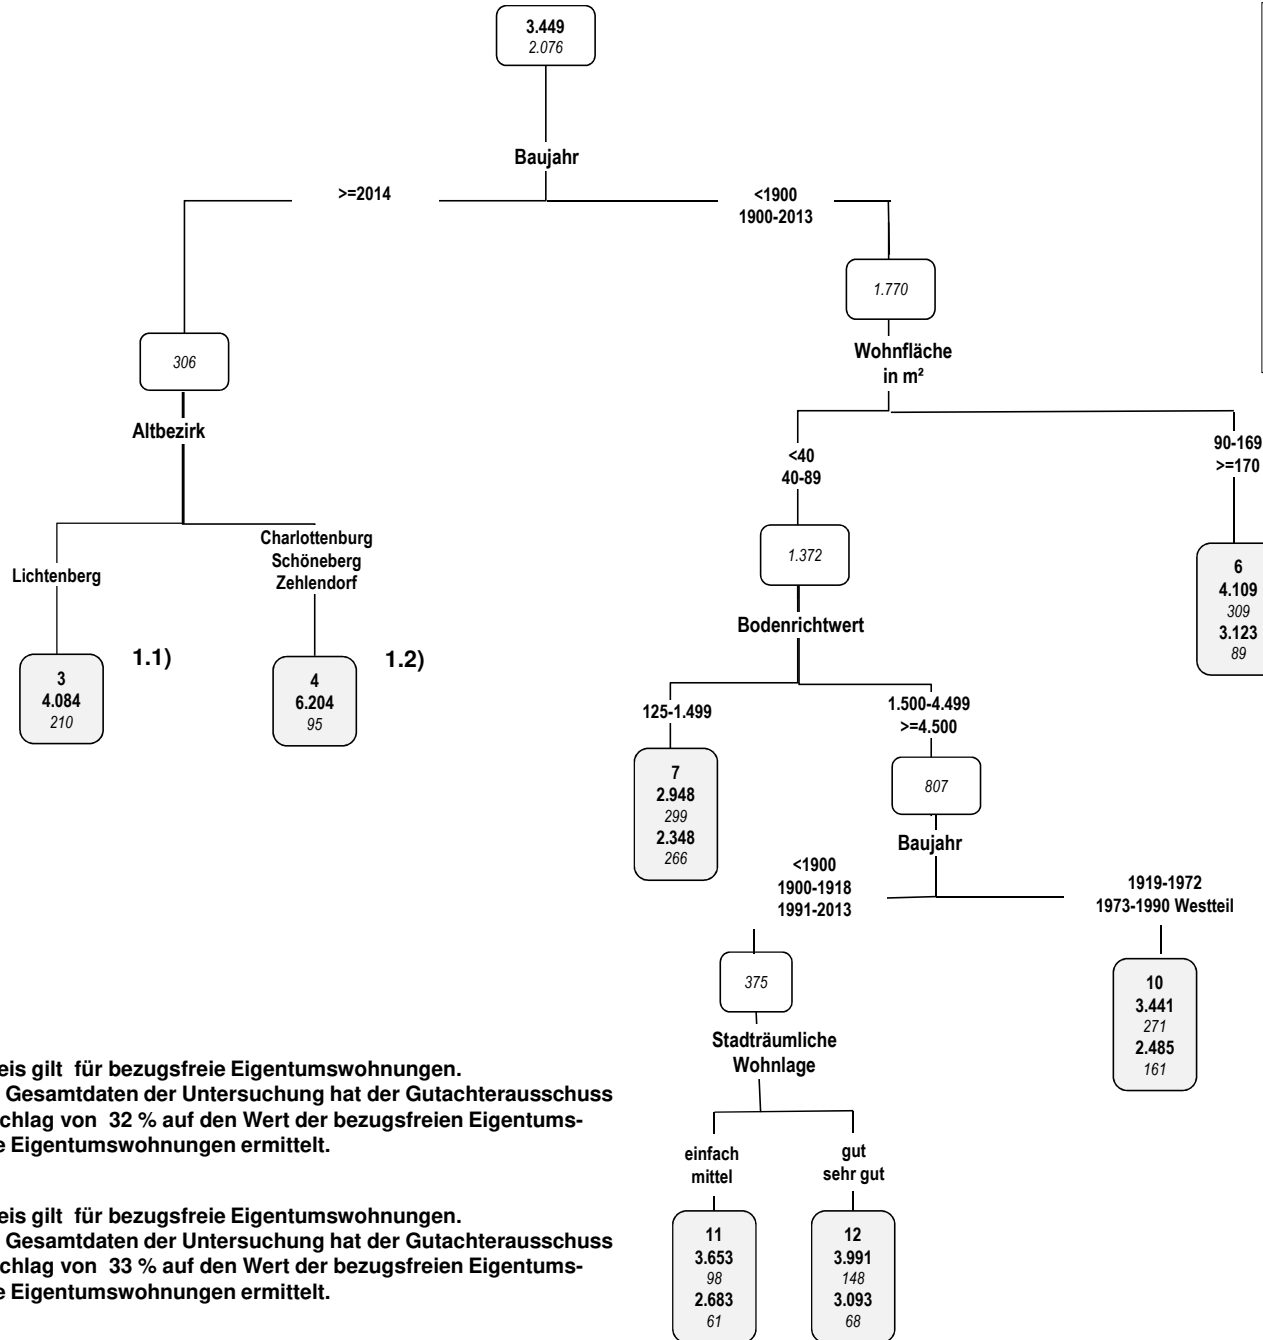 3.449
2.076
Baujahr
>=2014
<1900
1900-2013
1.770
306
Wohnfläche
in m²
Altbezirk
<40
40-89
90-169
>=170
Lichtenberg
Charlottenburg
Schöneberg
Zehlendorf
1.372
6
4.109
309
3.123
89
Bodenrichtwert
3
4.084
210
1.1)
4
6.204
95
1.2)
125-1.499
1.500-4.499
>=4.500
7
2.948
299
2.348
266
807
Baujahr
<1900
1900-1918
1991-2013
1919-1972
1973-1990 Westteil
375
10
3.441
271
2.485
161
Stadträumliche
Wohnlage
eis gilt für bezugsfreie Eigentumswohnungen.
Gesamtdaten der Untersuchung hat der Gutachterausschuss
chlag von 32 % auf den Wert der bezugsfreien Eigentums-
e Eigentumswohnungen ermittelt.
einfach
mittel
gut
sehr gut
eis gilt für bezugsfreie Eigentumswohnungen.
Gesamtdaten der Untersuchung hat der Gutachterausschuss
chlag von 33 % auf den Wert der bezugsfreien Eigentums-
e Eigentumswohnungen ermittelt.
11
3.653
98
2.683
61
12
3.991
148
3.093
68